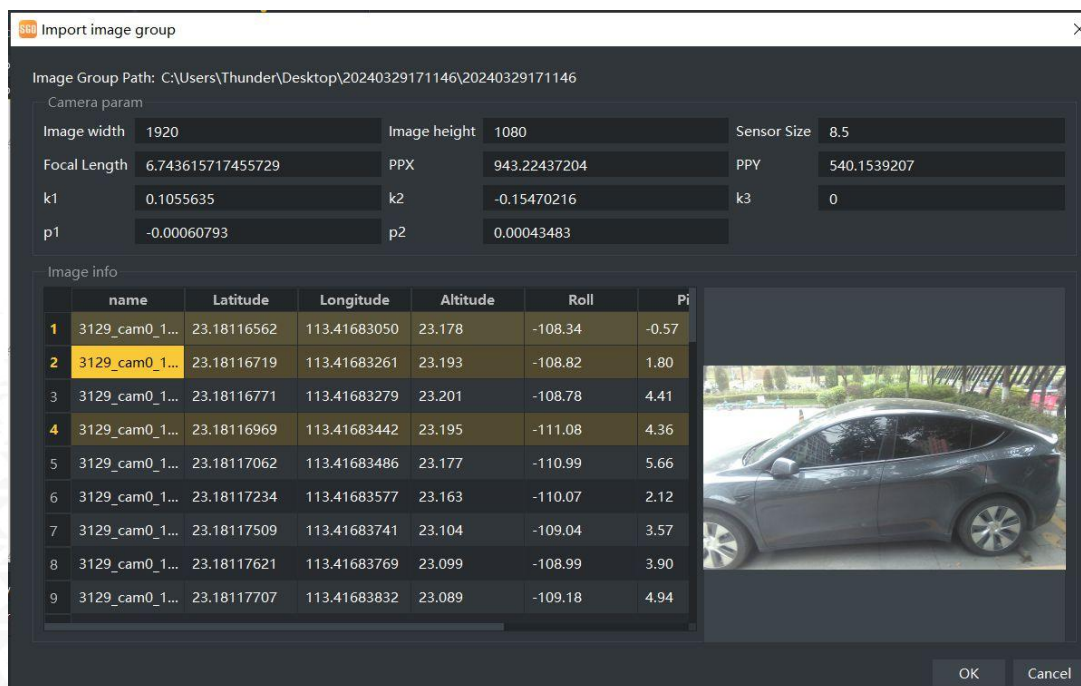 SGO Import image group
Image Group Path: C:\Users\Thunder\Desktop\20240329171146\20240329171146
Camera param
Image width 1920 Image height 1080 Sensor Size 8.5
Focal Length 6.743615717455729 PPX 943.22437204 PPY 540.1539207
k1 0.1055635 k2 -0.15470216 k3 0
p1 -0.00060793 p2 0.00043483
Image info
name Latitude Longitude Altitude Roll Pi
1 3129_cam0_1... 23.18116562 113.41683050 23.178 -108.34 -0.57
2 3129_cam0_1... 23.18116719 113.41683261 23.193 -108.82 1.80
3 3129_cam0_1... 23.18116771 113.41683279 23.201 -108.78 4.41
4 3129_cam0_1... 23.18116969 113.41683442 23.195 -111.08 4.36
5 3129_cam0_1... 23.18117062 113.41683486 23.177 -110.99 5.66
6 3129_cam0_1... 23.18117234 113.41683577 23.163 -110.07 2.12
7 3129_cam0_1... 23.18117509 113.41683741 23.104 -109.04 3.57
8 3129_cam0_1... 23.18117621 113.41683769 23.099 -108.99 3.90
9 3129_cam0_1... 23.18117707 113.41683832 23.089 -109.18 4.94
OK Cancel